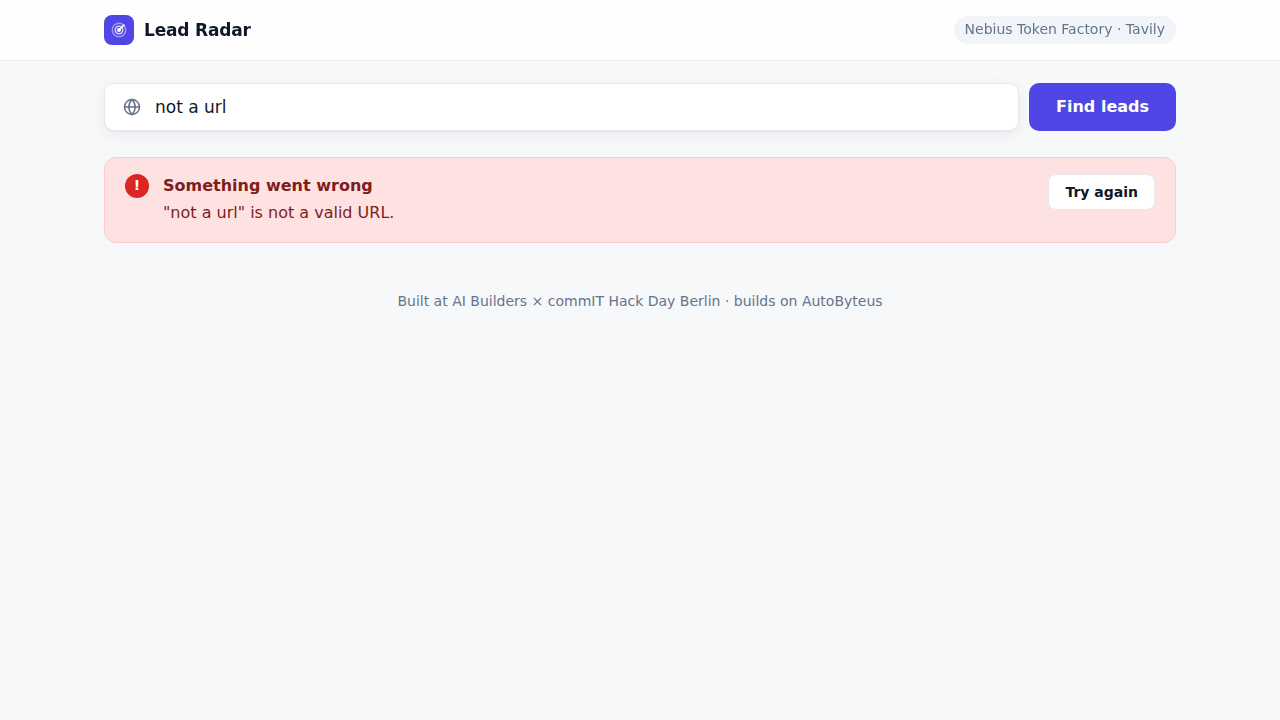 Lead Radar
Nebius Token Factory · Tavily
not a url
Find leads
!
Something went wrong
"not a url" is not a valid URL.
Try again
Built at AI Builders × commIT Hack Day Berlin · builds on AutoByteus